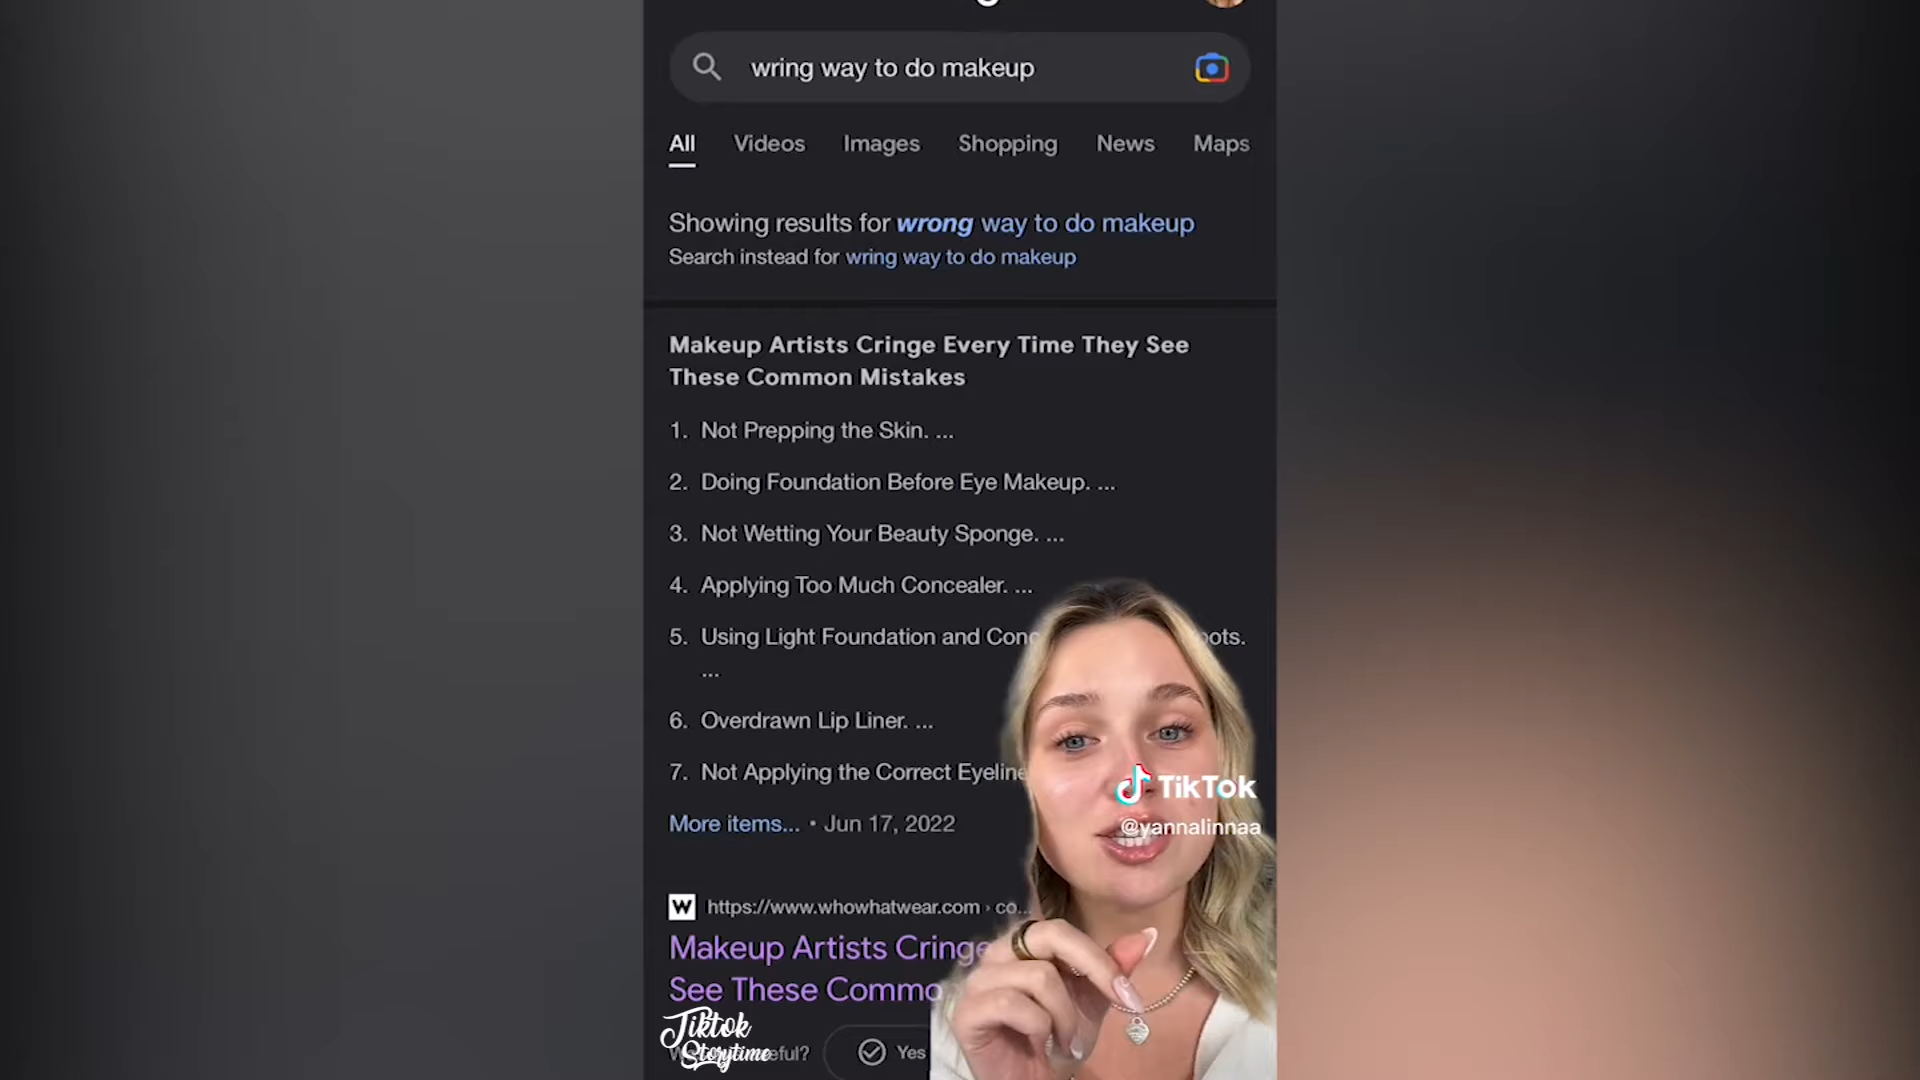 wring way to do makeup
All Videos Images Shopping News Maps
Showing results for wrong way to do makeup
Search instead for wring way to do makeup
Makeup Artists Cringe Every Time They See
These Common Mistakes
1. Not Prepping the Skin. ...
2. Doing Foundation Before Eye Makeup. ...
3. Not Wetting Your Beauty Sponge. ...
4. Applying Too Much Concealer. ...
5. Using Light Foundation and
...
6. Overdrawn Lip Liner. ...
7. Not Applying the Correct
TikTok
@yannalinnaa
More items... • Jun 17, 2022
W https://www.whowhatwear.com › co...
Makeup Artists Cringe
See These
Tiktok
Storytime
Yes